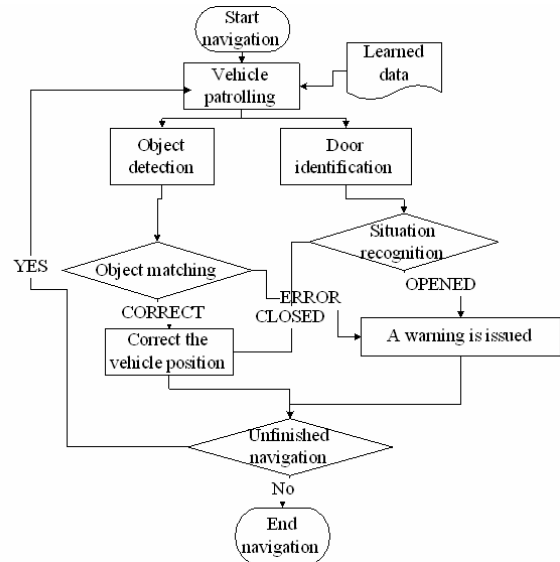 Start
navigation
Learned
data
Vehicle
patrolling
Object
detection
Door
identification
Situation
recognition
YES
Object matching
OPENED
ERROR
CORRECT
CLOSED
Correct the
vehicle position
A warning is issued
Unfinished
navigation
No
End
navigation